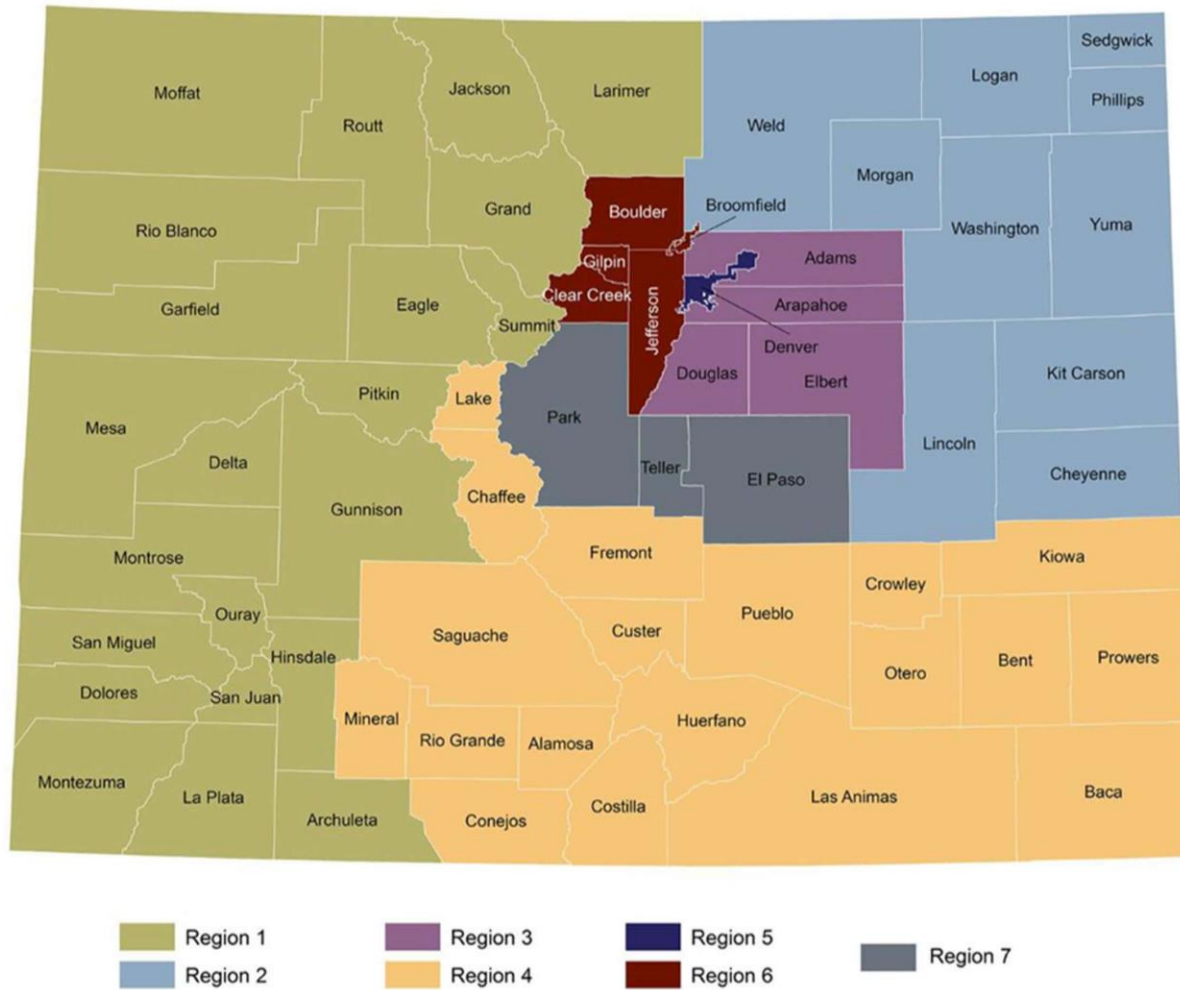 Sedgwick
Logan
Moffat
Jackson
Larimer
Phillips
Routt
Weld
Morgan
Broomfield
Grand
Boulder
Rio Blanco
Washington
Yuma
Gilpin
Adams
Clear Creek
Eagle
Garfield
Arapahoe
Summit
Jefferson
Denver
Douglas
Elbert
Kit Carson
Pitkin
Lake
Park
Mesa
Lincoln
Delta
Teller
El Paso
Cheyenne
Chaffee
Gunnison
Montrose
Fremont
Kiowa
Crowley
Ouray
Pueblo
San Miguel
Saguache
Custer
Hinsdale
Bent
Prowers
Otero
Dolores
San Juan
Mineral
Huerfano
Rio Grande
Alamosa
Montezuma
La Plata
Las Animas
Baca
Costilla
Archuleta
Conejos
Region 1
Region 3
Region 5
Region 7
Region 2
Region 4
Region 6